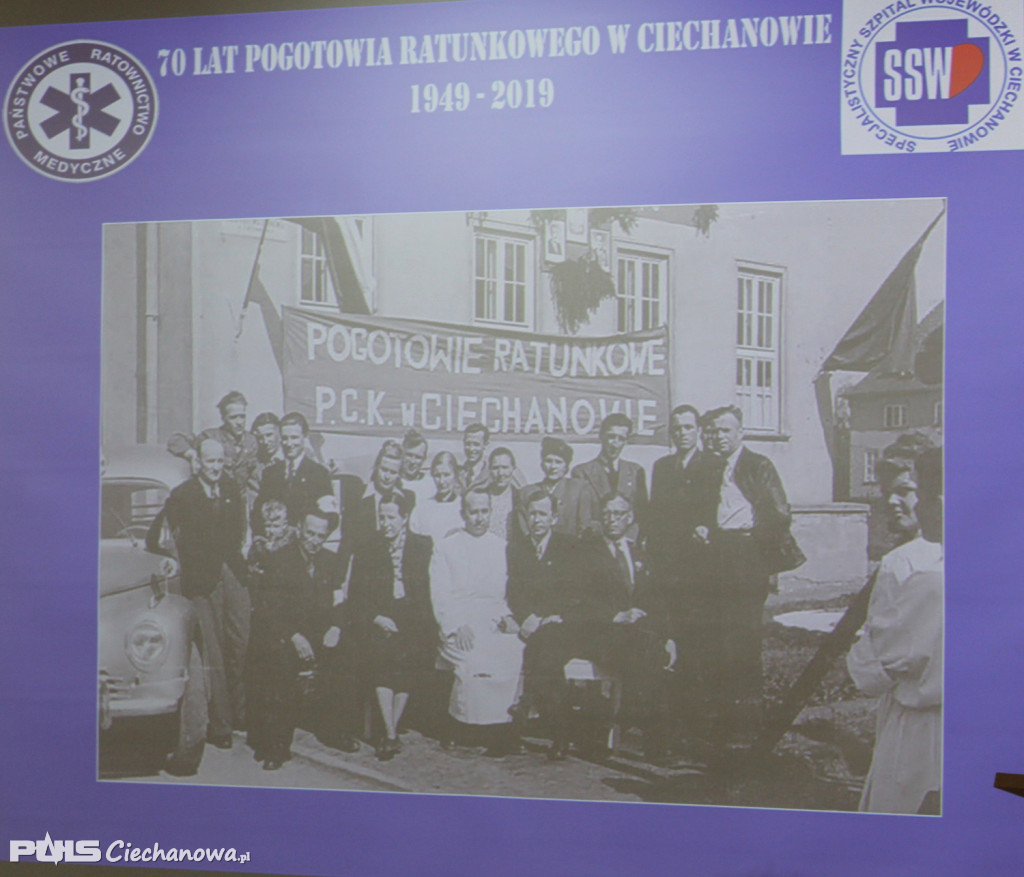 70 LAT POGOTOWIA RATUNKOWEGO W CIECHANOWIE
1949 - 2019
PAŃSTWOWE RATOWNICTWO
MEDYCZNE
SPECJALISTYCZNY SZPITAL WOJEWÓDZKI W CIECHANOWIE
SSW
POGOTOWIE RATUNKOWE
P.C.K. w CIECHANOWIE
PULS Ciechanowa.pl